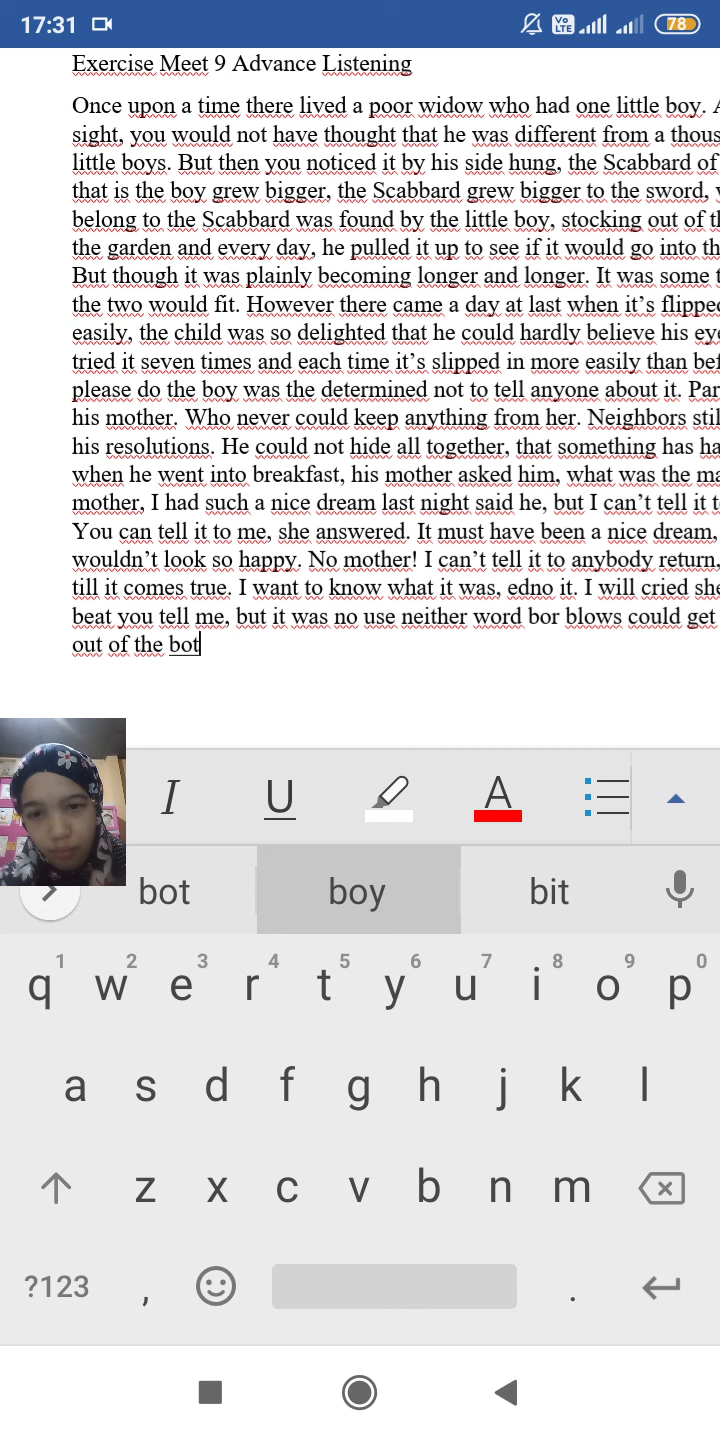 17:31
Vo LTE
78
Exercise Meet 9 Advance Listening
Once upon a time there lived a poor widow who had one little boy. A
sight, you would not have thought that he was different from a thous
little boys. But then you noticed it by his side hung, the Scabbard of
that is the boy grew bigger, the Scabbard grew bigger to the sword,
belong to the Scabbard was found by the little boy, stocking out of th
the garden and every day, he pulled it up to see if it would go into th
But though it was plainly becoming longer and longer. It was some t
the two would fit. However there came a day at last when it’s flipped
easily, the child was so delighted that he could hardly believe his eye
tried it seven times and each time it’s slipped in more easily than bef
please do the boy was the determined not to tell anyone about it. Par
his mother. Who never could keep anything from her. Neighbors stil
his resolutions. He could not hide all together, that something has ha
when he went into breakfast, his mother asked him, what was the ma
mother, I had such a nice dream last night said he, but I can’t tell it t
You can tell it to me, she answered. It must have been a nice dream,
wouldn’t look so happy. No mother! I can’t tell it to anybody return,
till it comes true. I want to know what it was, edno it. I will cried she
beat you tell me, but it was no use neither word bor blows could get
out of the bot
I U A
bot boy bit
1 2 3 4 5 6 7 8 9 0
q w e r t y u i o p
a s d f g h j k l
z x c v b n m
?123 , .